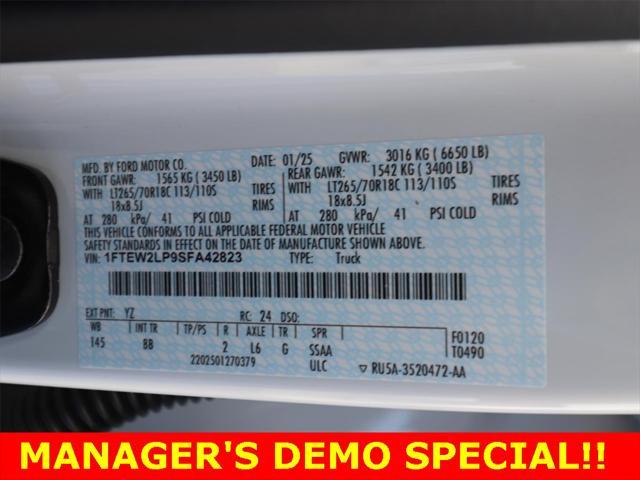 MFD. BY FORD MOTOR CO. DATE: 01/25 GVWR: 3016 KG ( 6650 LB)
FRONT GAWR: 1565 KG ( 3450 LB) REAR GAWR: 1542 KG ( 3400 LB)
WITH LT265/70R18C 113/110S TIRES WITH LT265/70R18C 113/110S TIRES
18x8.5J RIMS 18x8.5J RIMS
AT 280 kPa/ 41 PSI COLD AT 280 kPa/ 41 PSI COLD
THIS VEHICLE CONFORMS TO ALL APPLICABLE FEDERAL MOTOR VEHICLE
SAFETY STANDARDS IN EFFECT ON THE DATE OF MANUFACTURE SHOWN ABOVE.
VIN: 1FTEW2LP9SFA42823 TYPE: Truck
EXT PNT: YZ RC: 24 DSO: F0120
WB INT TR TP/PS R AXLE TR SPR T0490
145 BB 2 L6 G SSAA
2202501270379 ULC ▽ RU5A-3520472-AA
MANAGER'S DEMO SPECIAL!!